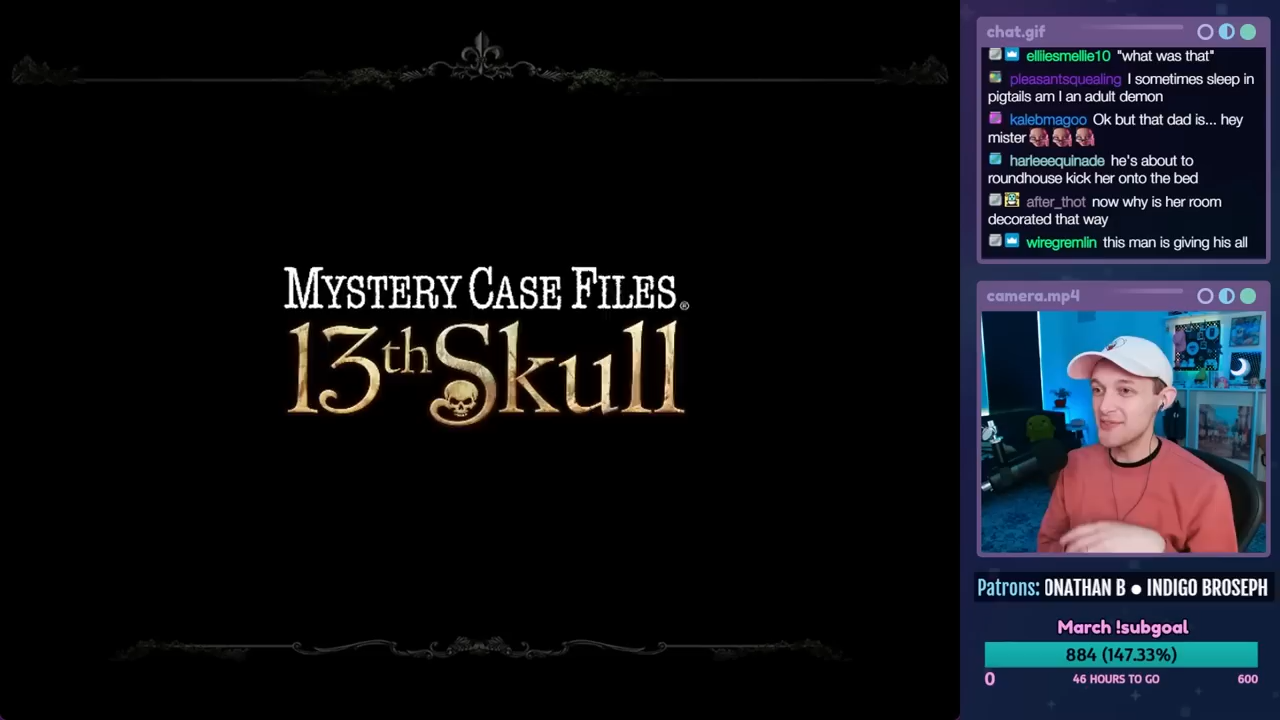 MYSTERY CASE FILES®
13th Skull
chat.gif
elliiesmellie10 "what was that"
pleasantsquealing I sometimes sleep in
pigtails am I an adult demon
kalebmagoo Ok but that dad is... hey
mister
harleeequinade he's about to
roundhouse kick her onto the bed
after_thot now why is her room
decorated that way
wiregremlin this man is giving his all
camera.mp4
Patrons: ONATHAN B ● INDIGO BROSEPH
March !subgoal
884 (147.33%)
0 46 HOURS TO GO 600